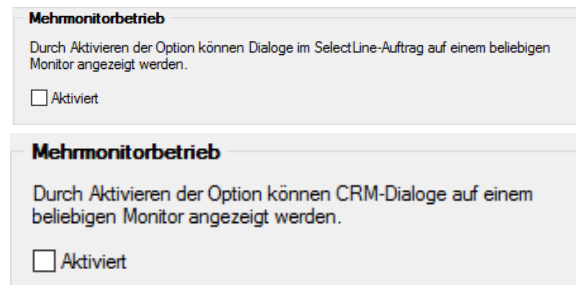 Mehrmonitorbetrieb
Durch Aktivieren der Option können Dialoge im SelectLine-Auftrag auf einem beliebigen
Monitor angezeigt werden.
Aktiviert
Mehrmonitorbetrieb
Durch Aktivieren der Option können CRM-Dialoge auf einem
beliebigen Monitor angezeigt werden.
Aktiviert